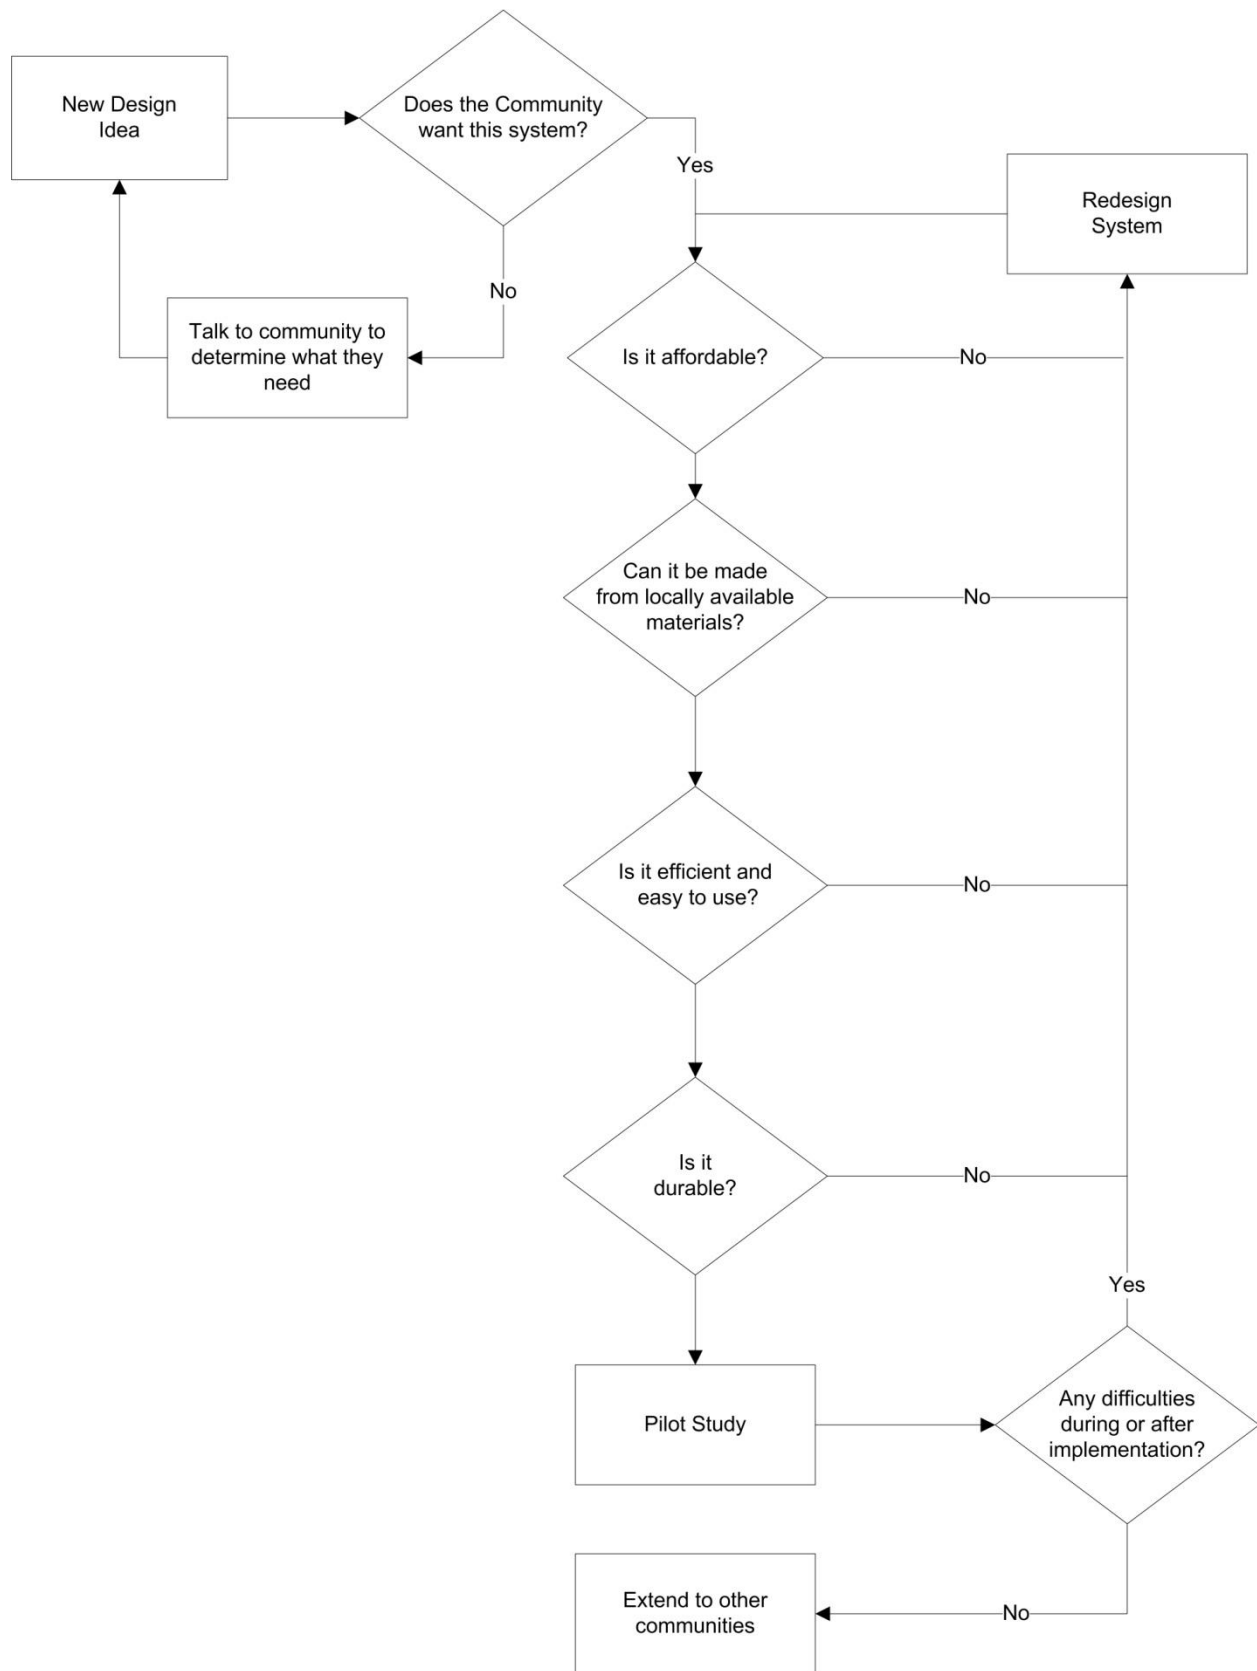 New Design
Idea
Does the Community
want this system?
Yes
Redesign
System
No
Talk to community to
determine what they
need
Is it affordable?
No
Can it be made
from locally available
materials?
No
Is it efficient and
easy to use?
No
Is it
durable?
No
Yes
Pilot Study
Any difficulties
during or after
implementation?
Extend to other
communities
No